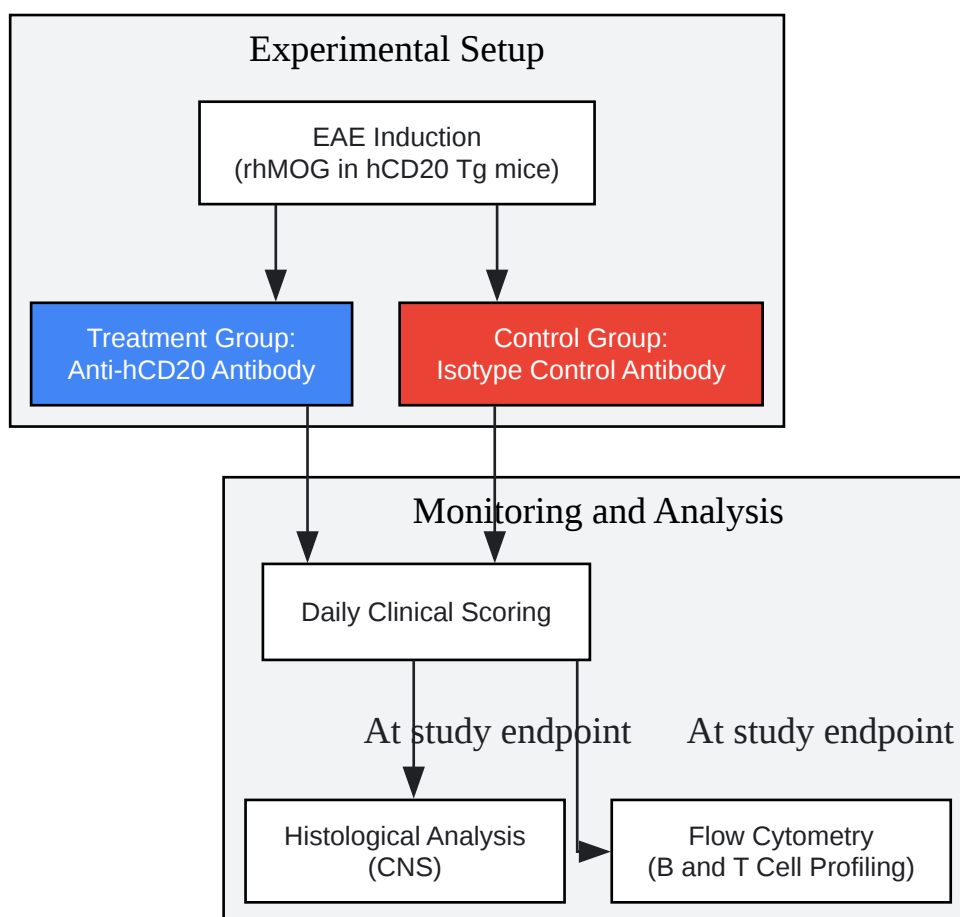 Experimental Setup
EAE Induction
(rhMOG in hCD20 Tg mice)
Treatment Group:
Anti-hCD20 Antibody
Control Group:
Isotype Control Antibody
Monitoring and Analysis
Daily Clinical Scoring
At study endpoint
At study endpoint
Histological Analysis
(CNS)
Flow Cytometry
(B and T Cell Profiling)